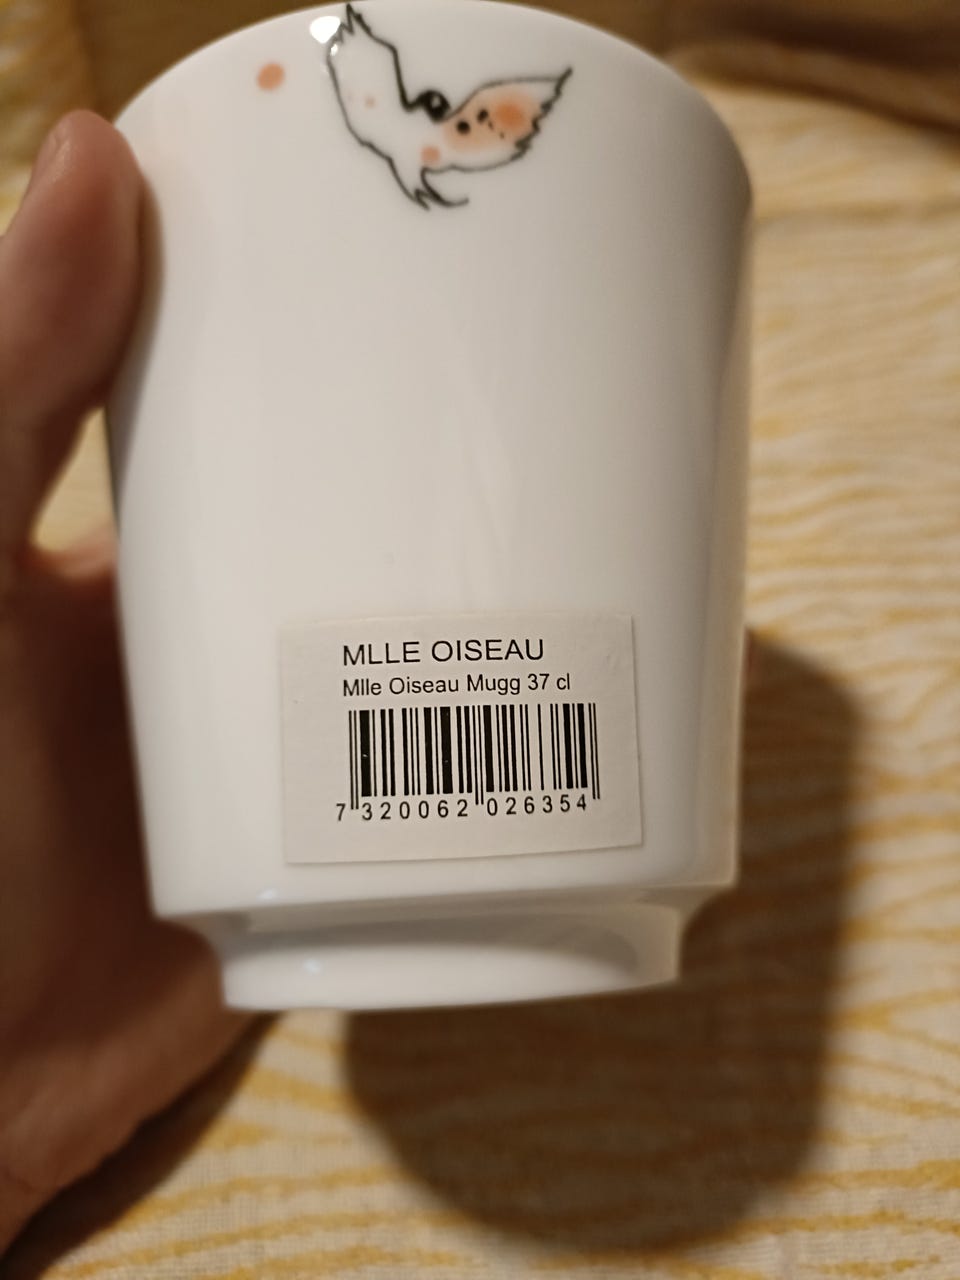 MLLE OISEAU
Mlle Oiseau Mugg 37 cl
7 320062 026354